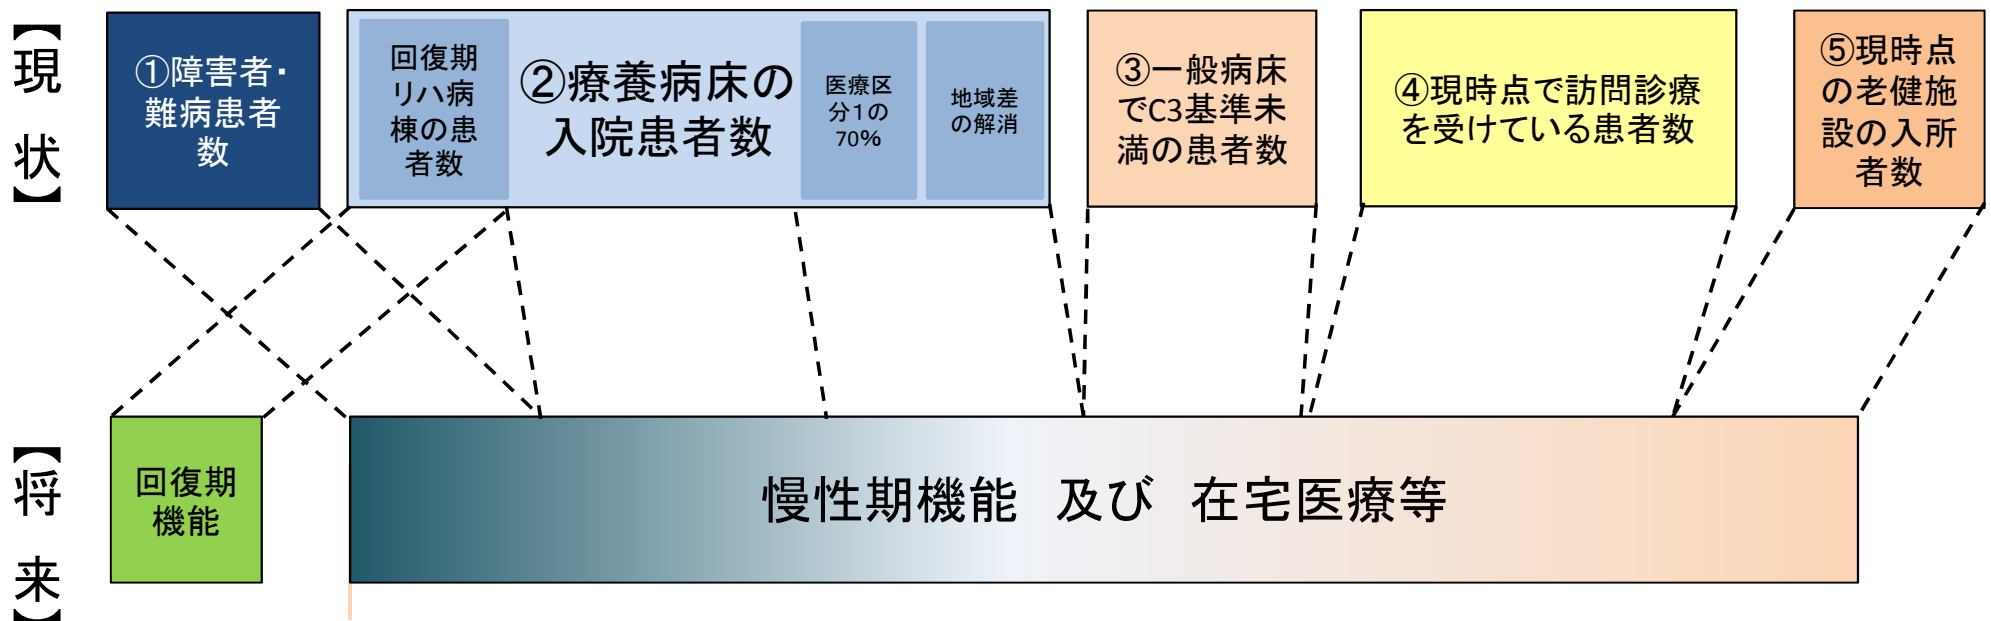 【現状】
①障害者・
難病患者
数
回復期
リハ病
棟の患
者数
②療養病床の
入院患者数
医療区
分1の
70%
地域差
の解消
③一般病床
でC3基準未
満の患者数
④現時点で訪問診療
を受けている患者数
⑤現時点
の老健施
設の入所
者数
【将来】
回復期
機能
慢性期機能 及び 在宅医療等